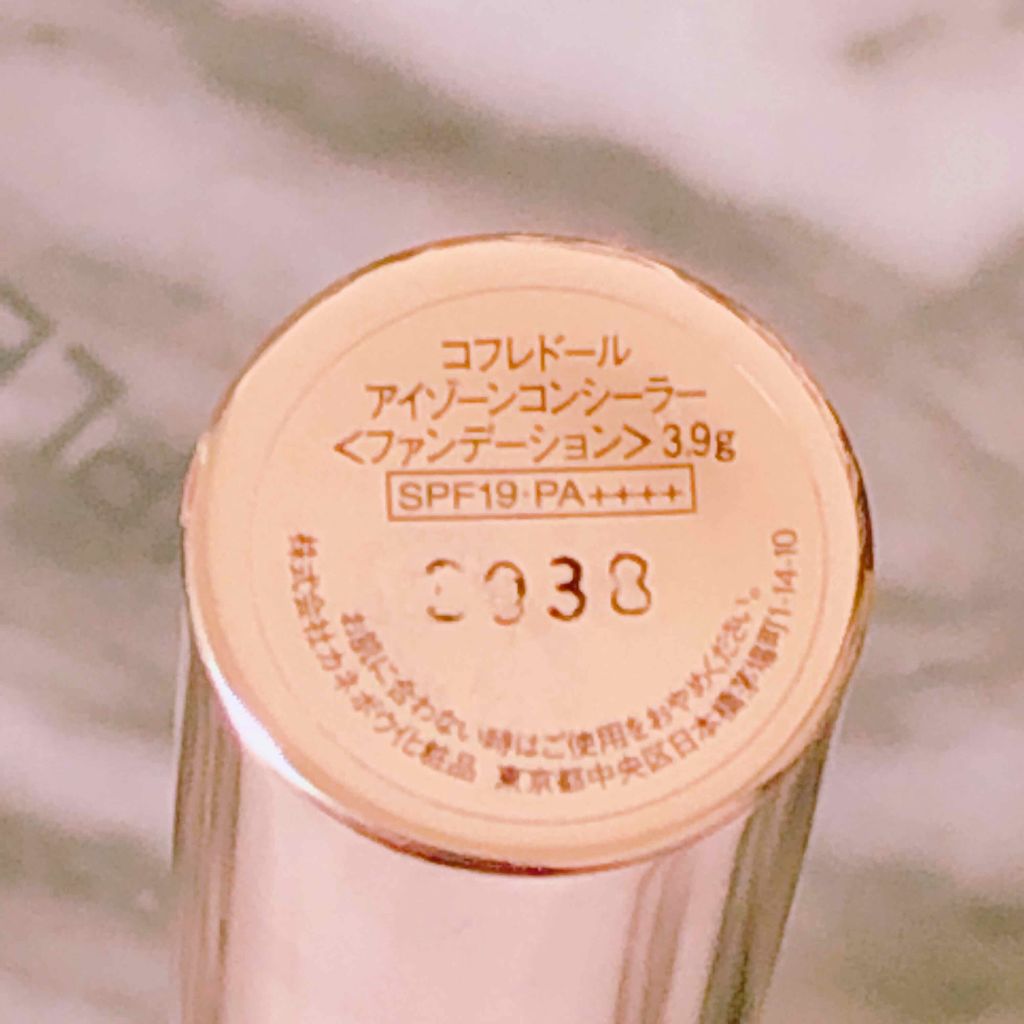 コフレドール
アイゾーンコンシーラー
<ファンデーション> 3.9g
SPF19・PA++++
お肌に合わない時はご使用をおやめください。
株式会社カネボウ化粧品 東京都中央区日本橋茅場町1-14-10